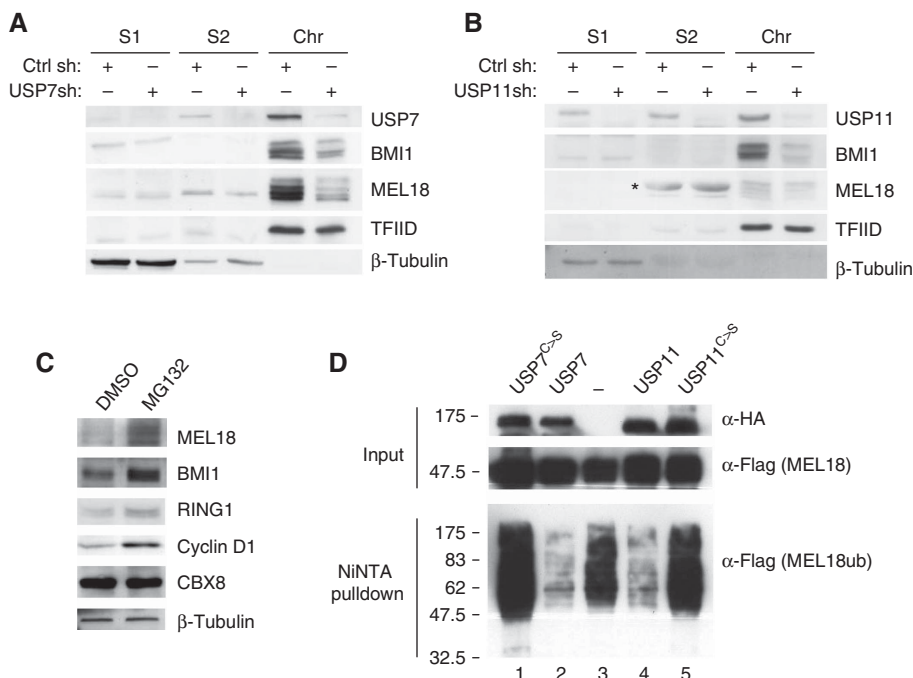 A
S1 S2 Chr
Ctrl sh: + – + – + –
USP7sh: – + – + – +
USP7
BMI1
MEL18
TFIID
β-Tubulin
B
S1 S2 Chr
Ctrl sh: + – + – + –
USP11sh: – + – + – +
USP11
BMI1
* MEL18
TFIID
β-Tubulin
C
DMSO MG132
MEL18
BMI1
RING1
Cyclin D1
CBX8
β-Tubulin
D
USP7C>S USP7 – USP11 USP11C>S
Input
175 - α-HA
47.5 - α-Flag (MEL18)
NiNTA
pulldown
175 -
83 - α-Flag (MEL18ub)
62 -
47.5 -
32.5 -
1 2 3 4 5